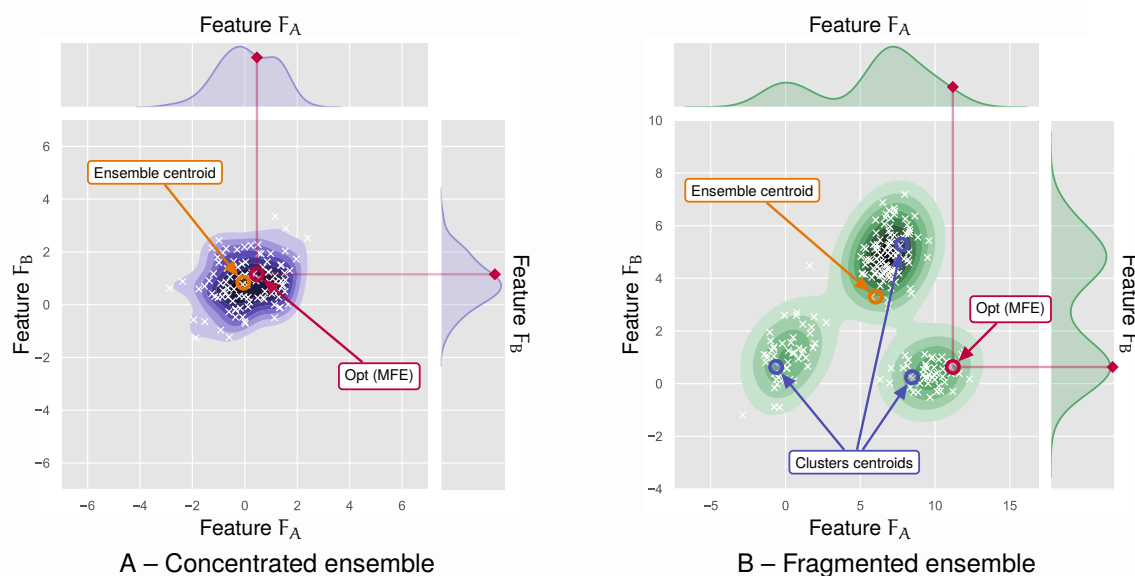 Feature F_A
Feature F_A
6
4
2
0
−2
−4
−6
Feature F_B
Ensemble centroid
Opt (MFE)
Feature F_B
−6
−4
−2
0
2
4
6
Feature F_A
A – Concentrated ensemble
10
8
6
4
2
0
−2
−4
Feature F_B
Ensemble centroid
Opt (MFE)
Clusters centroids
Feature F_B
−5
0
5
10
15
Feature F_A
B – Fragmented ensemble